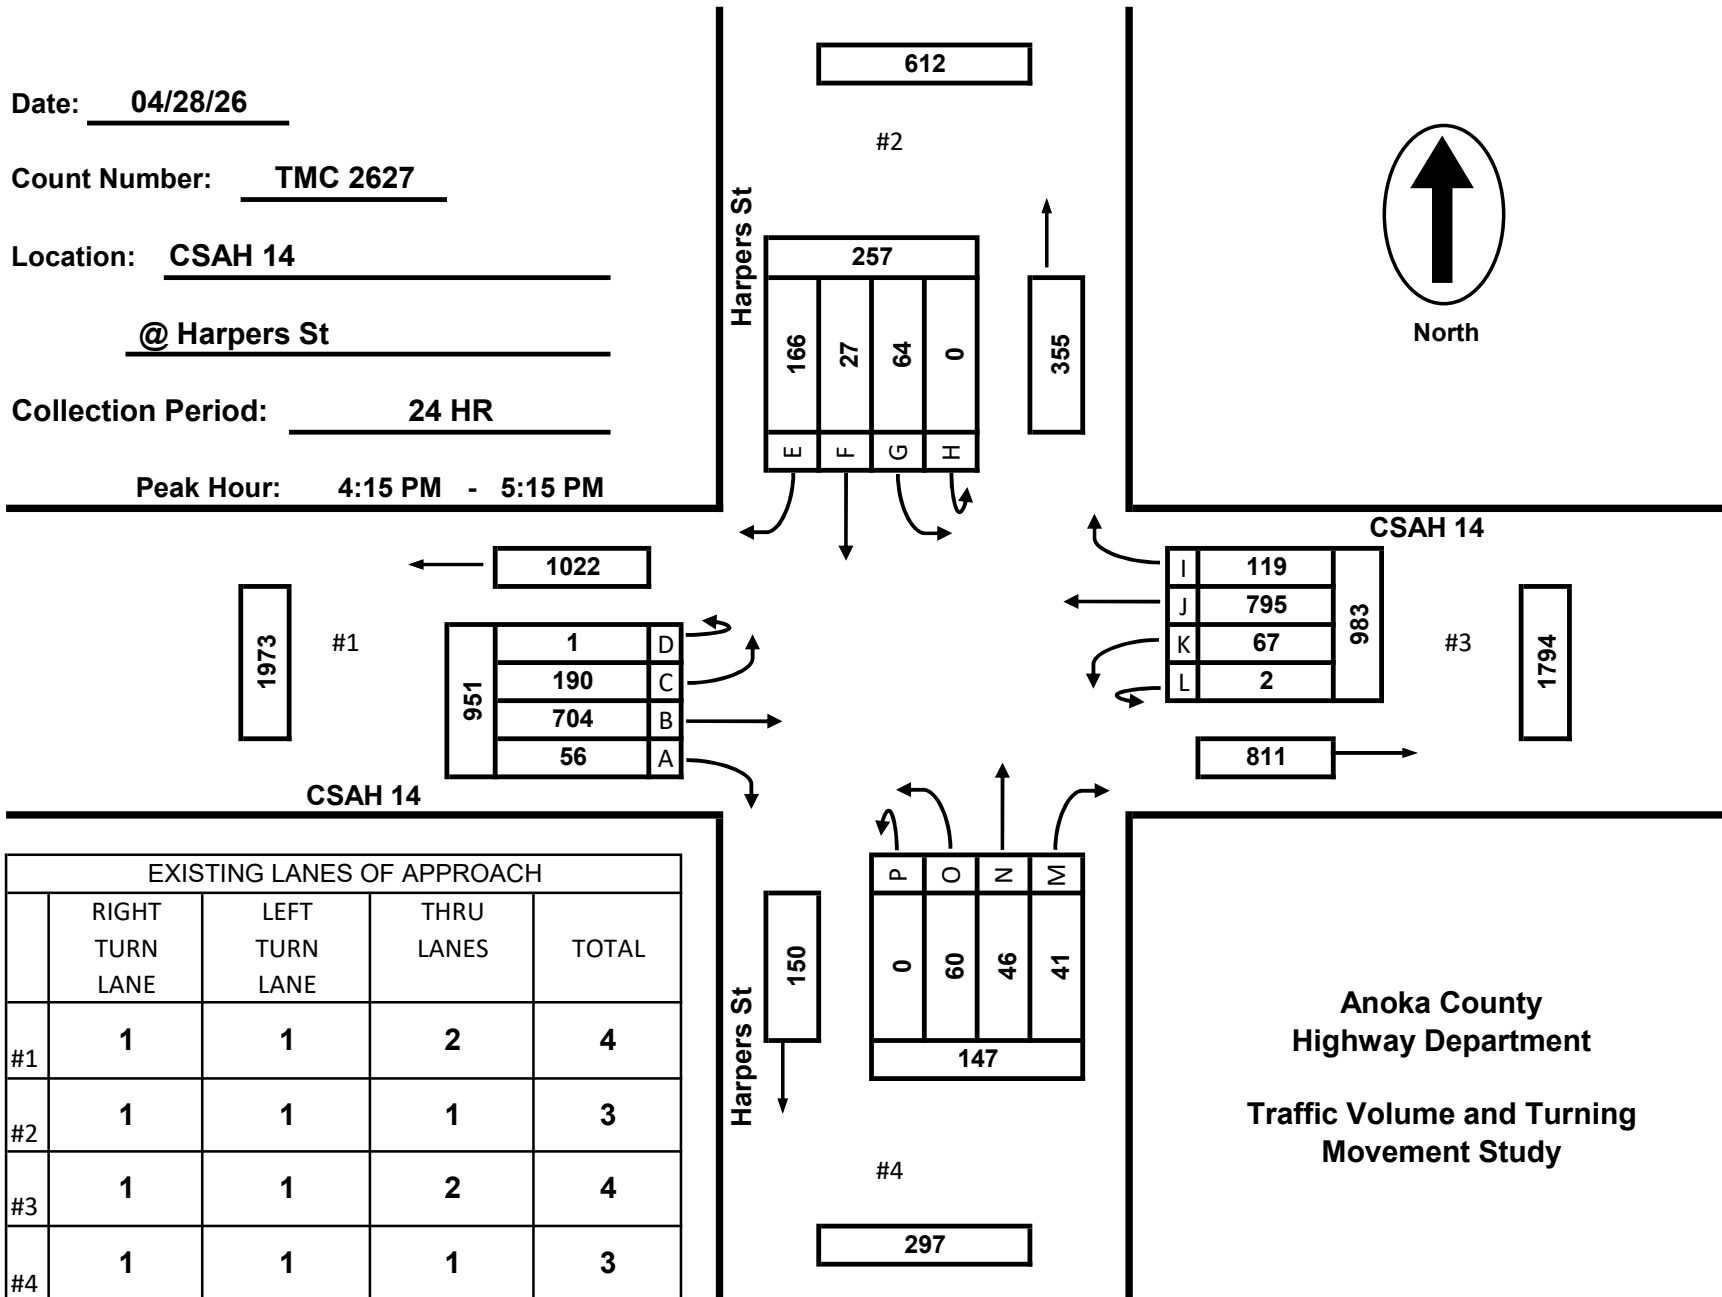 Date: 04/28/26
Count Number: TMC 2627
Location: CSAH 14
@ Harpers St
Collection Period: 24 HR
Peak Hour: 4:15 PM - 5:15 PM
612
#2
Harpers St
257
166 27 64 0
E F G H
355
North
CSAH 14
1022
1973
#1
951
1 D
190 C
704 B
56 A
CSAH 14
I 119
J 795
K 67
L 2
983
#3
1794
811
P O N M
0 60 46 41
147
150
Harpers St
#4
297
EXISTING LANES OF APPROACH
RIGHT LEFT THRU
TURN TURN LANES TOTAL
LANE LANE
#1 1 1 2 4
#2 1 1 1 3
#3 1 1 2 4
#4 1 1 1 3
Anoka County
Highway Department
Traffic Volume and Turning
Movement Study